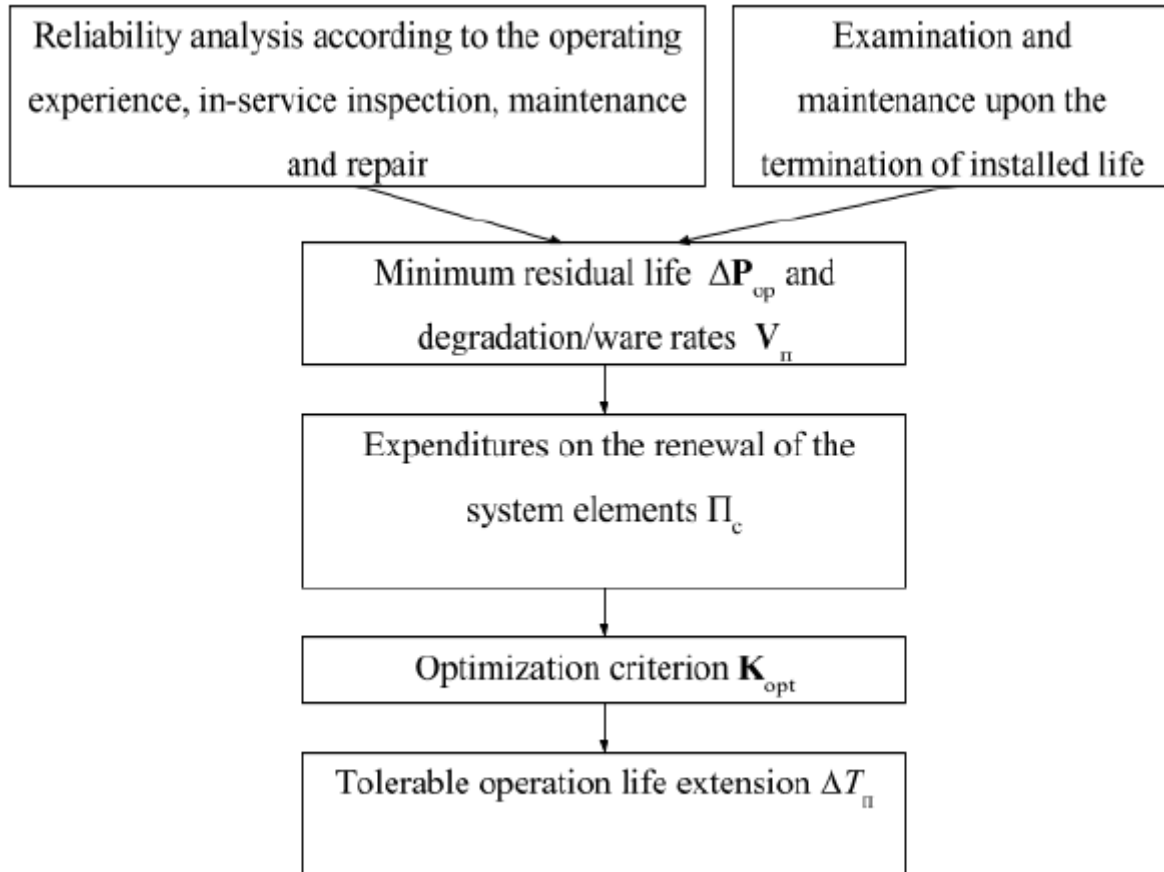 Reliability analysis according to the operating
experience, in-service inspection, maintenance
and repair
Examination and
maintenance upon the
termination of installed life
Minimum residual life ΔP_op and
degradation/ware rates V_п
Expenditures on the renewal of the
system elements Π_c
Optimization criterion K_opt
Tolerable operation life extension ΔT_п